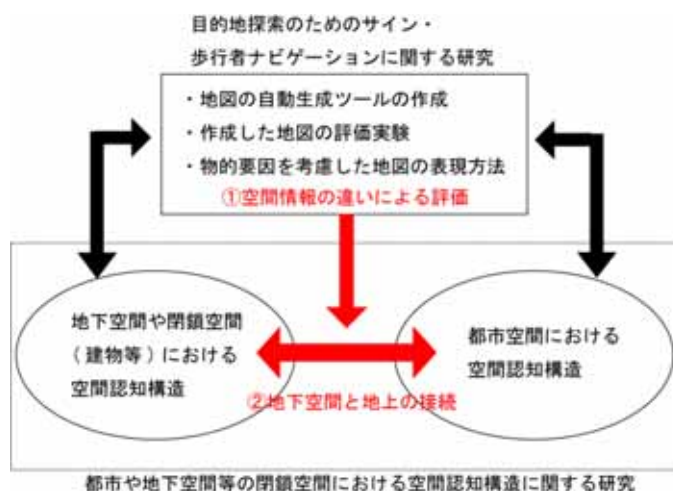 目的地探索のためのサイン・
歩行者ナビゲーションに関する研究
・地図の自動生成ツールの作成
・作成した地図の評価実験
・物的要因を考慮した地図の表現方法
①空間情報の違いによる評価
地下空間や閉鎖空間
(建物等)における
空間認知構造
都市空間における
空間認知構造
②地下空間と地上の接続
都市や地下空間等の閉鎖空間における空間認知構造に関する研究